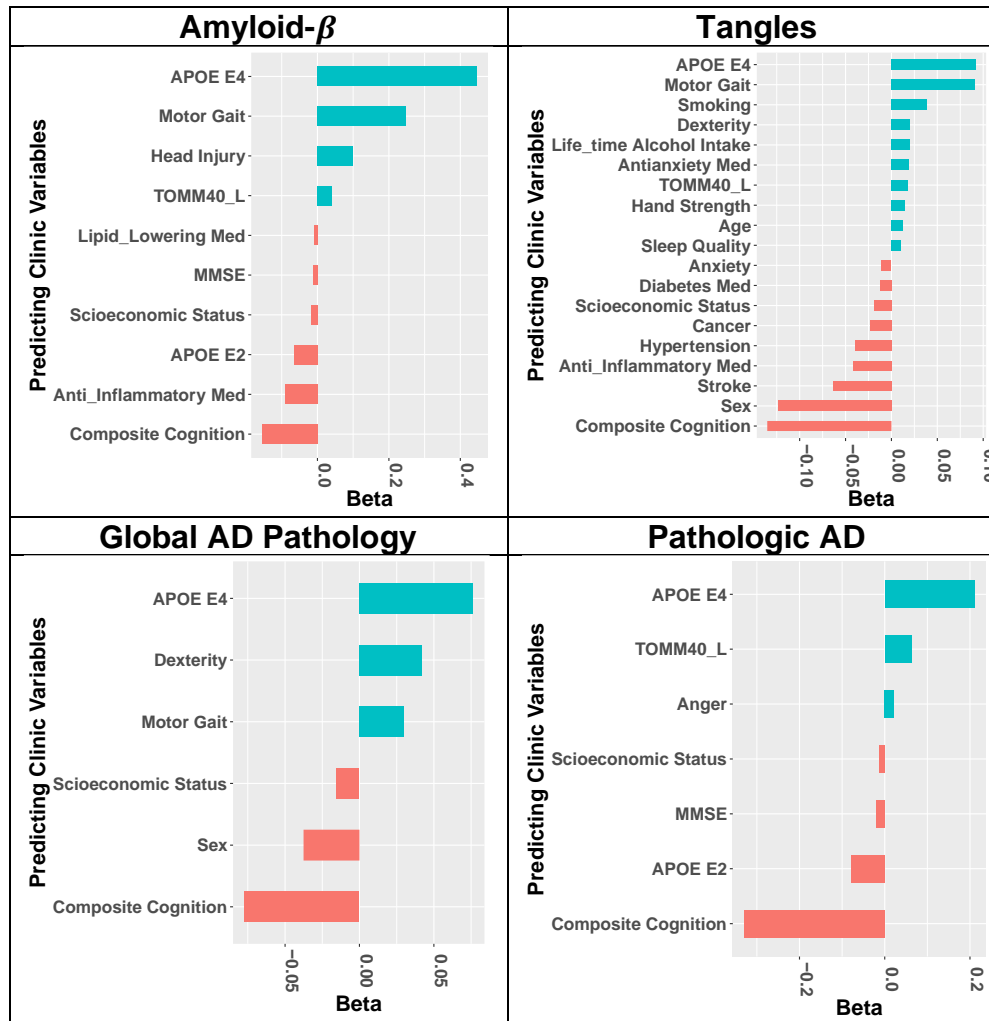 Amyloid-β
Predicting Clinic Variables
APOE E4
Motor Gait
Head Injury
TOMM40_L
Lipid_Lowering Med
MMSE
Scioeconomic Status
APOE E2
Anti_Inflammatory Med
Composite Cognition
0.0
0.2
0.4
Beta
Tangles
Predicting Clinic Variables
APOE E4
Motor Gait
Smoking
Dexterity
Life_time Alcohol Intake
Antianxiety Med
TOMM40_L
Hand Strength
Age
Sleep Quality
Anxiety
Diabetes Med
Scioeconomic Status
Cancer
Hypertension
Anti_Inflammatory Med
Stroke
Sex
Composite Cognition
−0.10
−0.05
0.00
0.05
0.10
Beta
Global AD Pathology
Predicting Clinic Variables
APOE E4
Dexterity
Motor Gait
Scioeconomic Status
Sex
Composite Cognition
−0.05
0.00
0.05
Beta
Pathologic AD
Predicting Clinic Variables
APOE E4
TOMM40_L
Anger
Scioeconomic Status
MMSE
APOE E2
Composite Cognition
−0.2
0.0
0.2
Beta